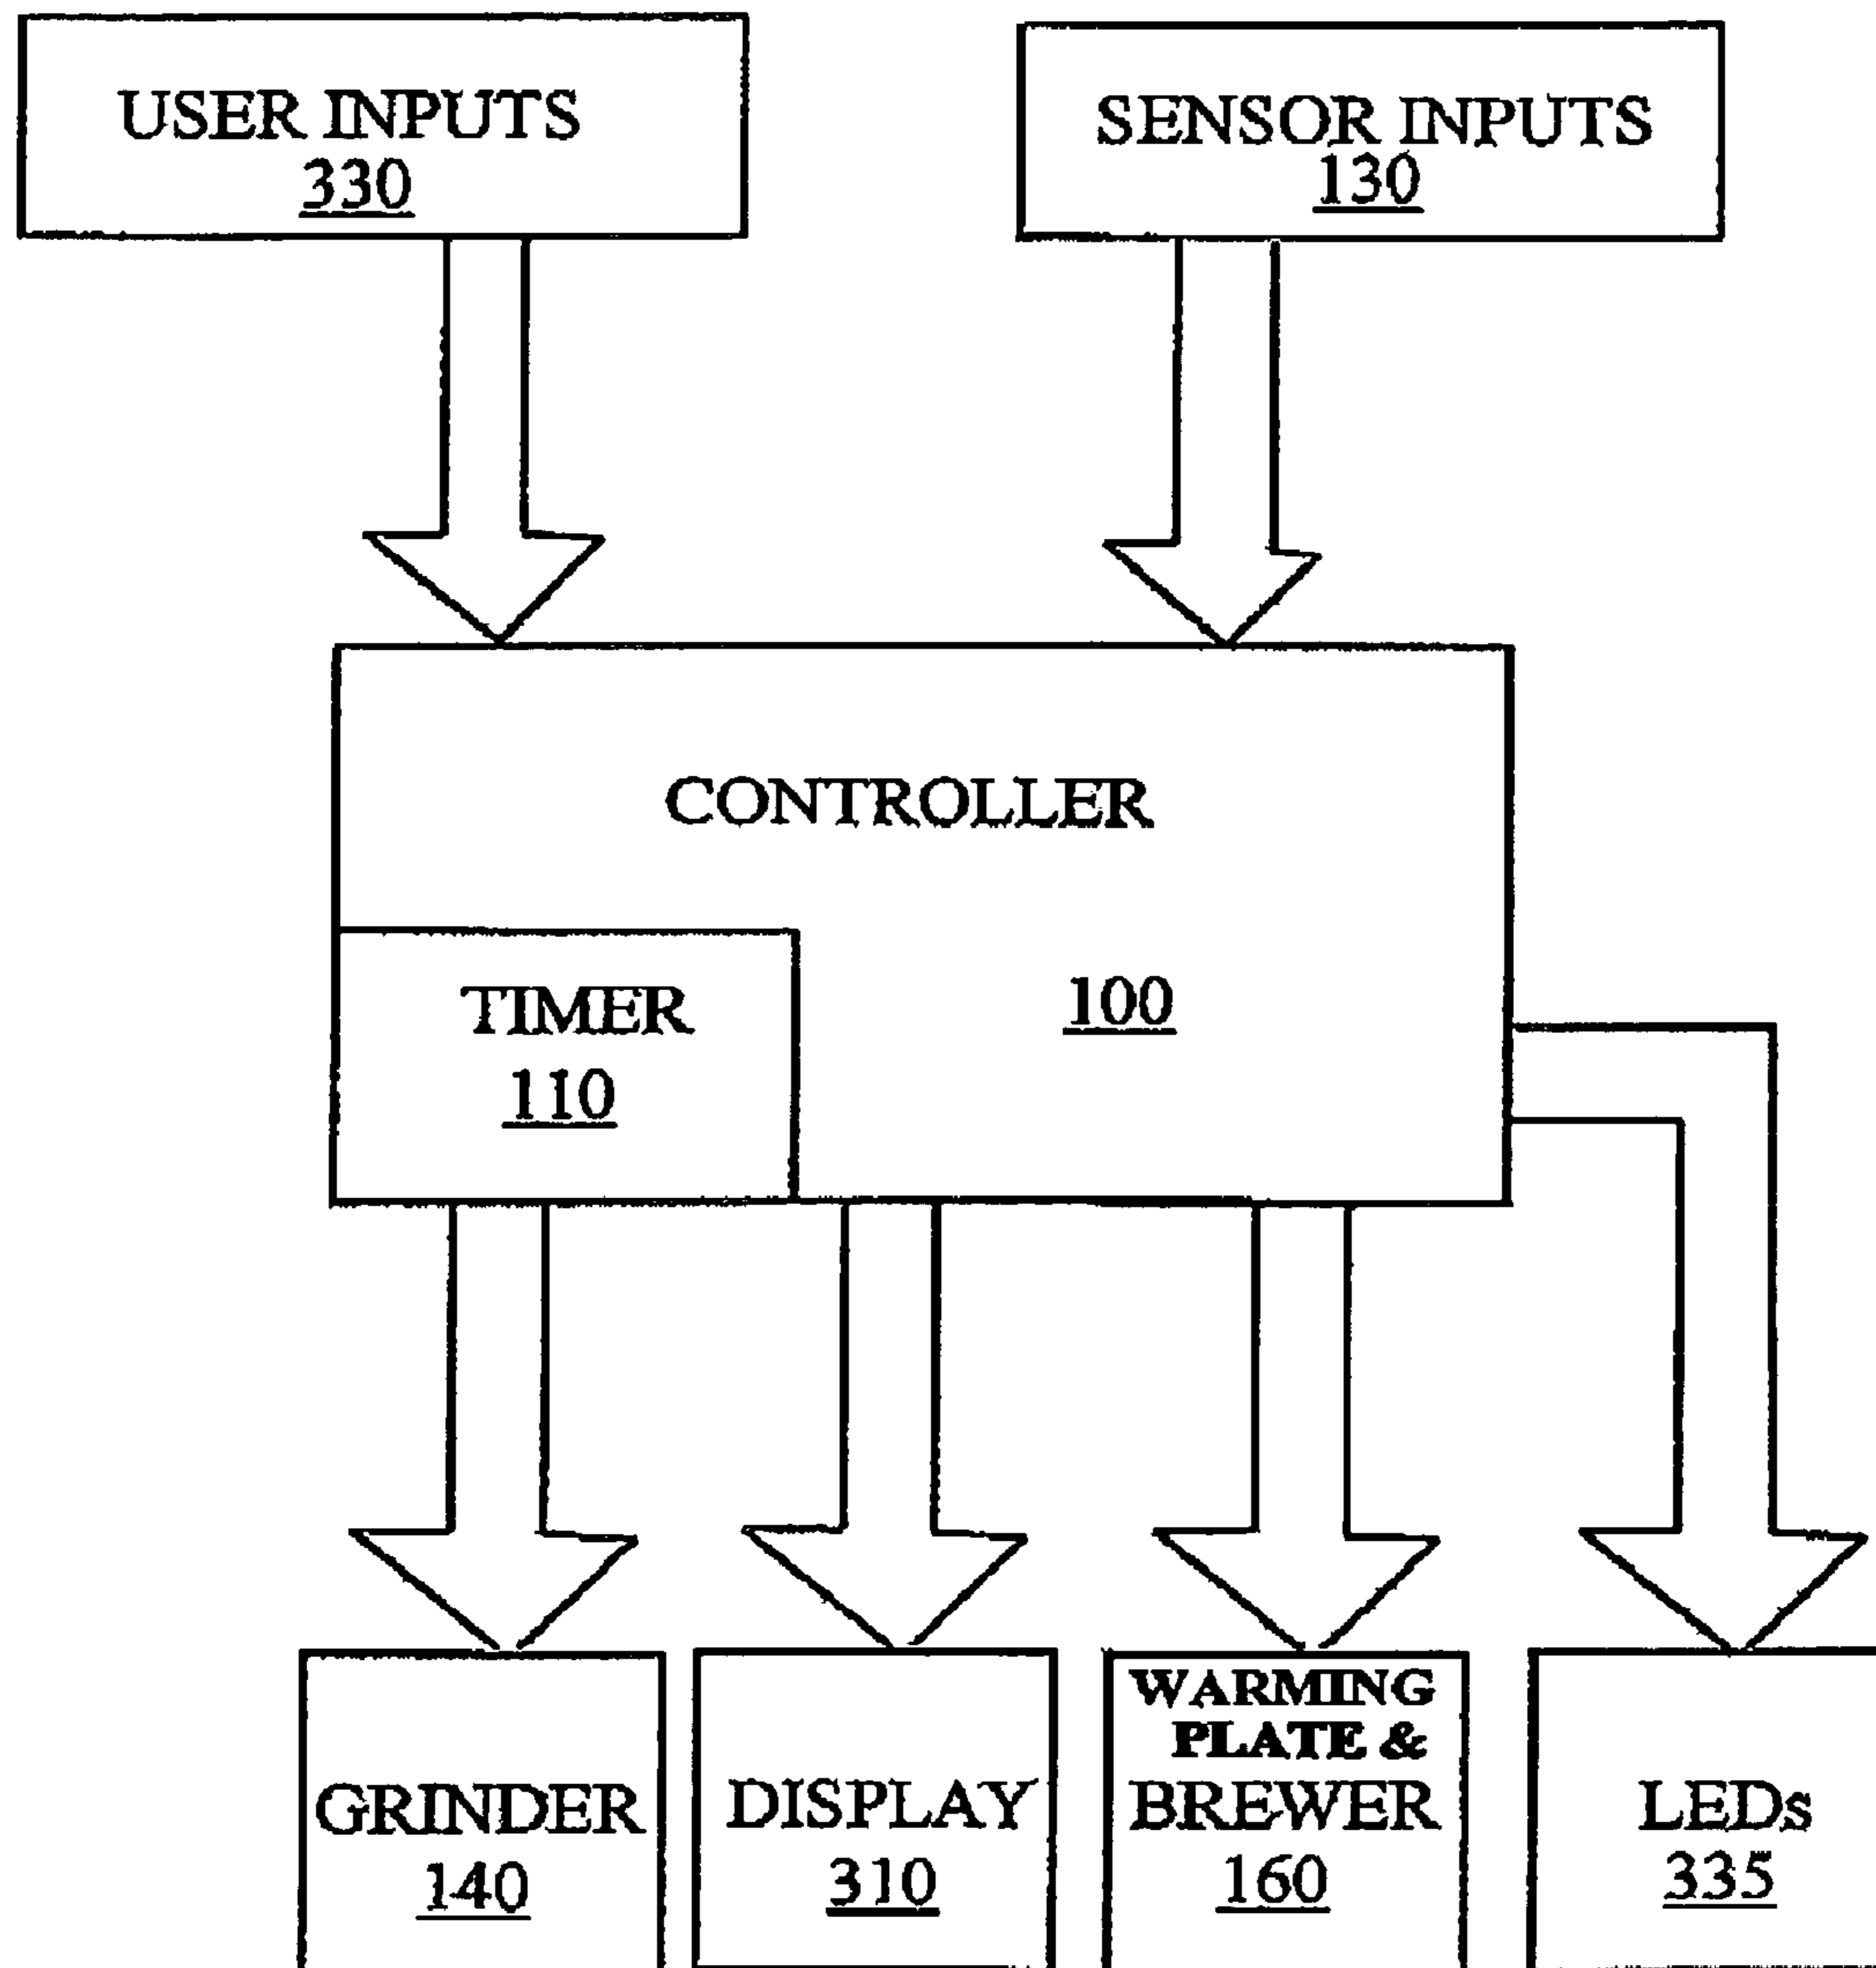 USER INPUTS
330
SENSOR INPUTS
130
CONTROLLER
100
TIMER
110
GRINDER
140
DISPLAY
310
WARMING
PLATE &
BREWER
160
LEDs
335